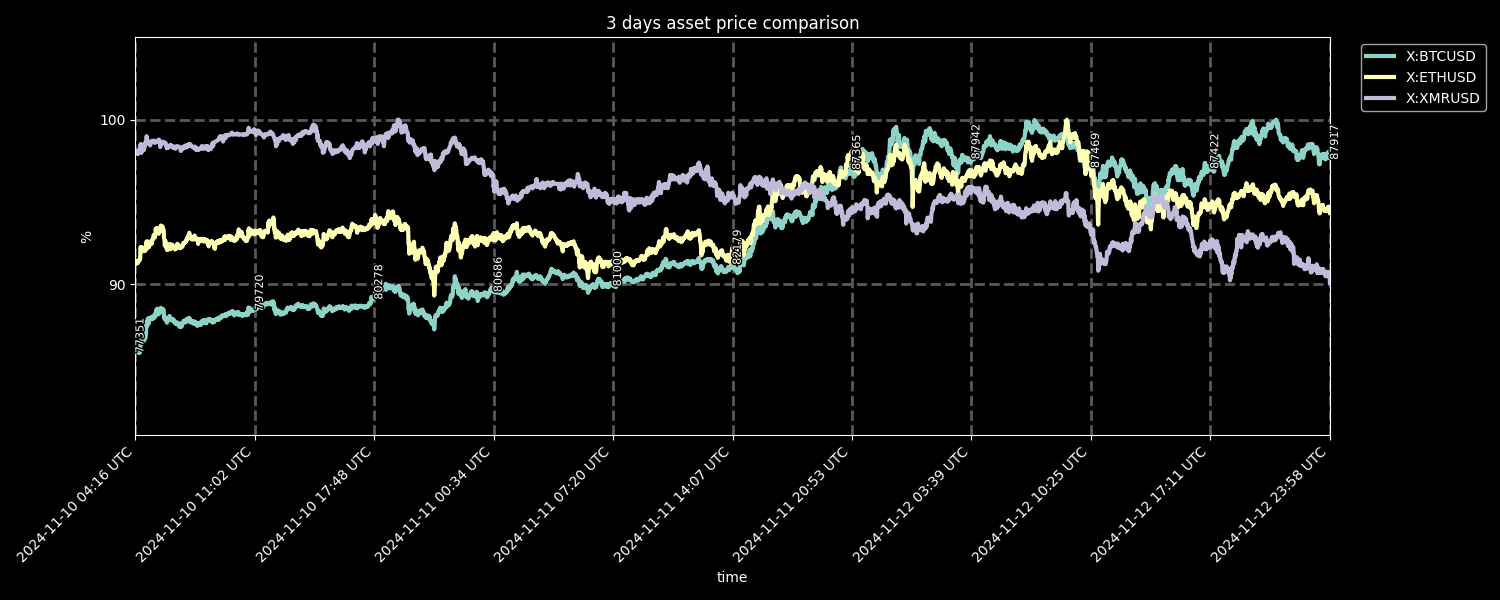 3 days asset price comparison
X:BTCUSD
X:ETHUSD
X:XMRUSD
100
90
%
77351
79720
80278
80686
81000
82179
87365
87942
87469
87422
87917
2024-11-10 04:16 UTC
2024-11-10 11:02 UTC
2024-11-10 17:48 UTC
2024-11-11 00:34 UTC
2024-11-11 07:20 UTC
2024-11-11 14:07 UTC
2024-11-11 20:53 UTC
2024-11-12 03:39 UTC
2024-11-12 10:25 UTC
2024-11-12 17:11 UTC
2024-11-12 23:58 UTC
time